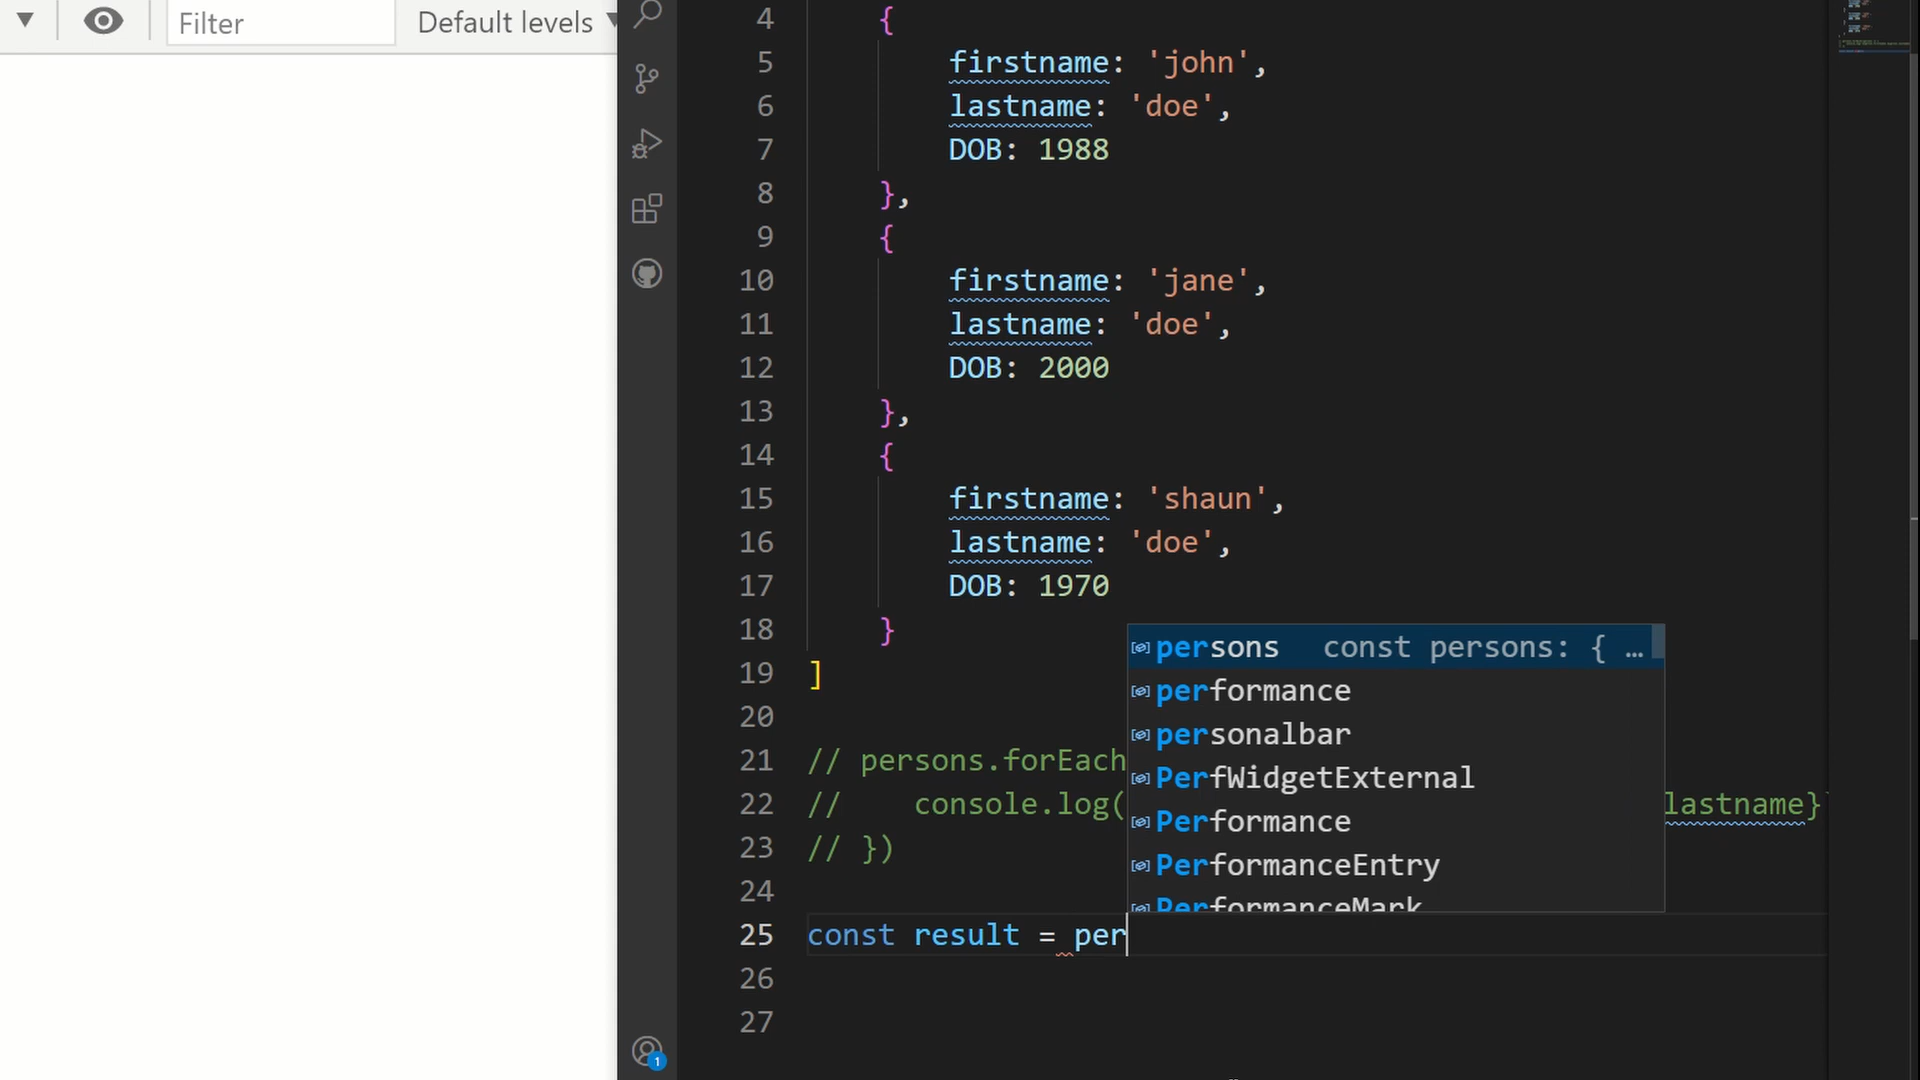 Filter
Default levels
4 {
5 firstname: 'john',
6 lastname: 'doe',
7 DOB: 1988
8 },
9 {
10 firstname: 'jane',
11 lastname: 'doe',
12 DOB: 2000
13 },
14 {
15 firstname: 'shaun',
16 lastname: 'doe',
17 DOB: 1970
18 }
19 ]
20
21 // persons.forEach
22 // console.log( lastname}`
23 // })
24
25 const result = per
26
27
persons const persons: { …
performance
personalbar
PerfWidgetExternal
Performance
PerformanceEntry
PerformanceMark
1